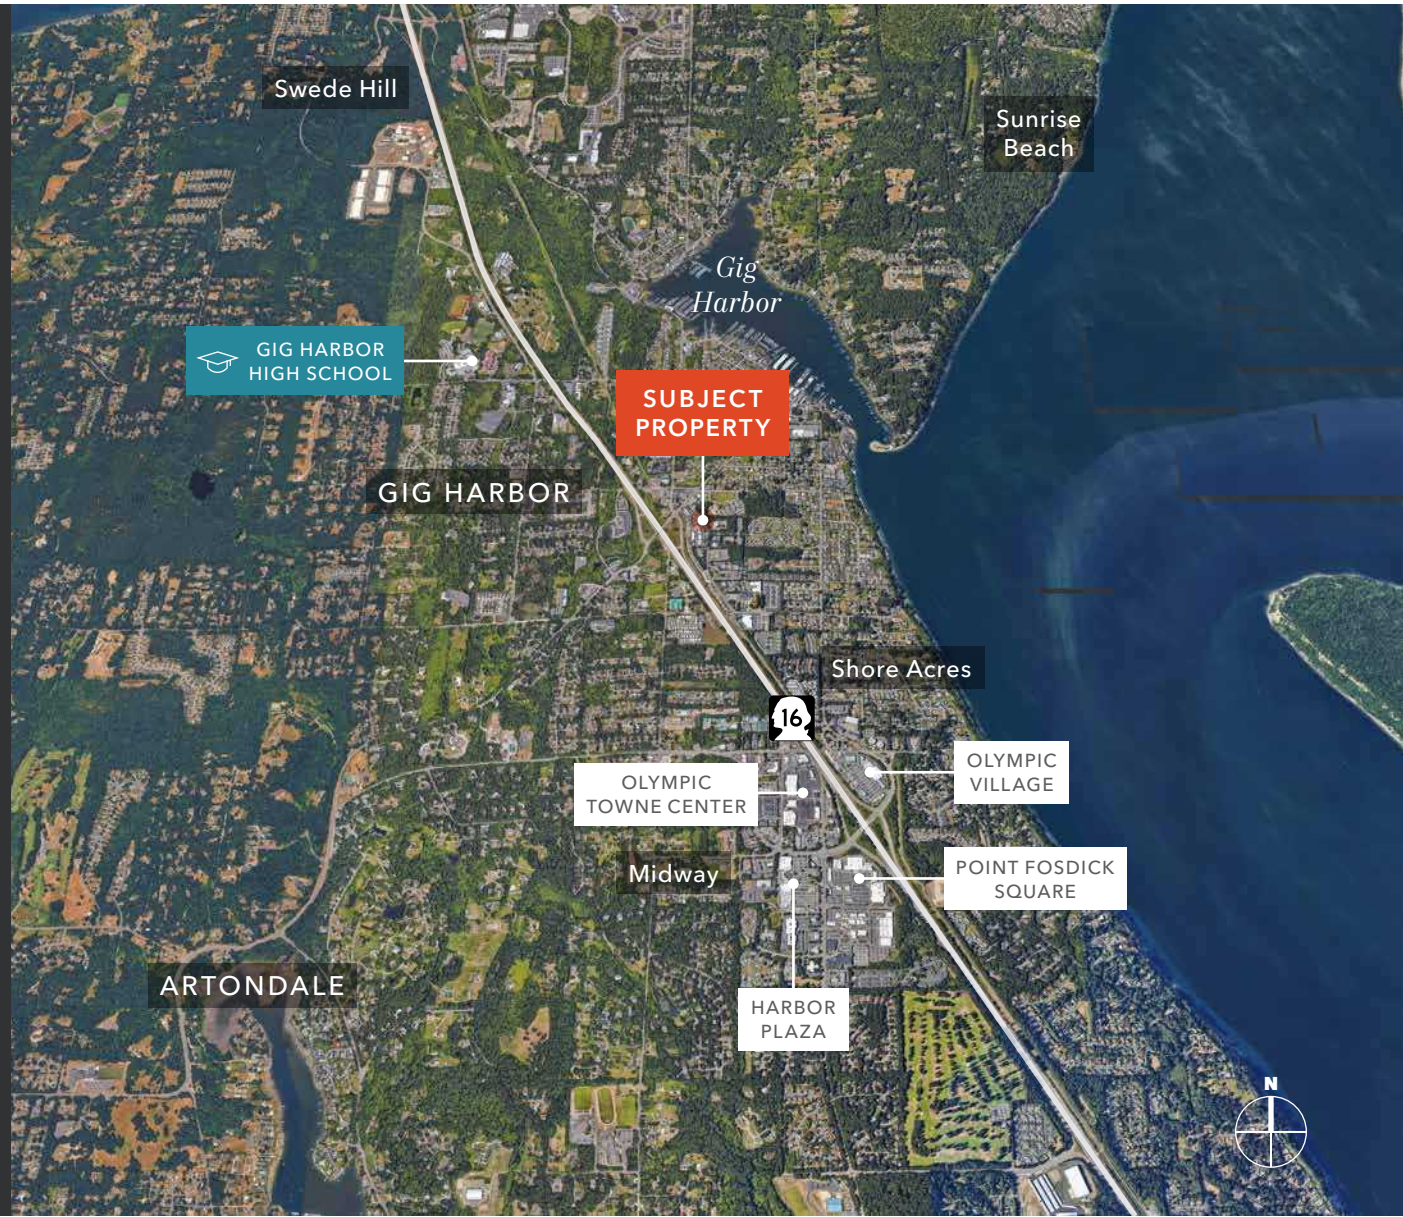 Swede Hill
Sunrise
Beach
Gig
Harbor
GIG HARBOR
HIGH SCHOOL
SUBJECT
PROPERTY
GIG HARBOR
Shore Acres
16
OLYMPIC
VILLAGE
OLYMPIC
TOWNE CENTER
Midway
POINT FOSDICK
SQUARE
ARTONDALE
HARBOR
PLAZA
N